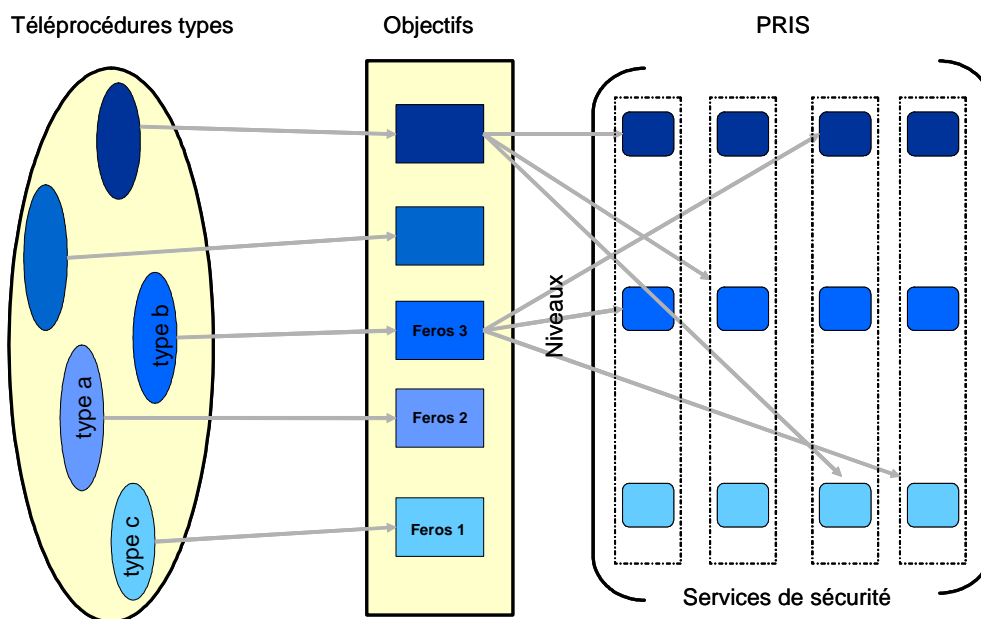 Téléprocédures types
Objectifs
PRIS
type b
type a
type c
Feros 3
Feros 2
Feros 1
Niveaux
Services de sécurité